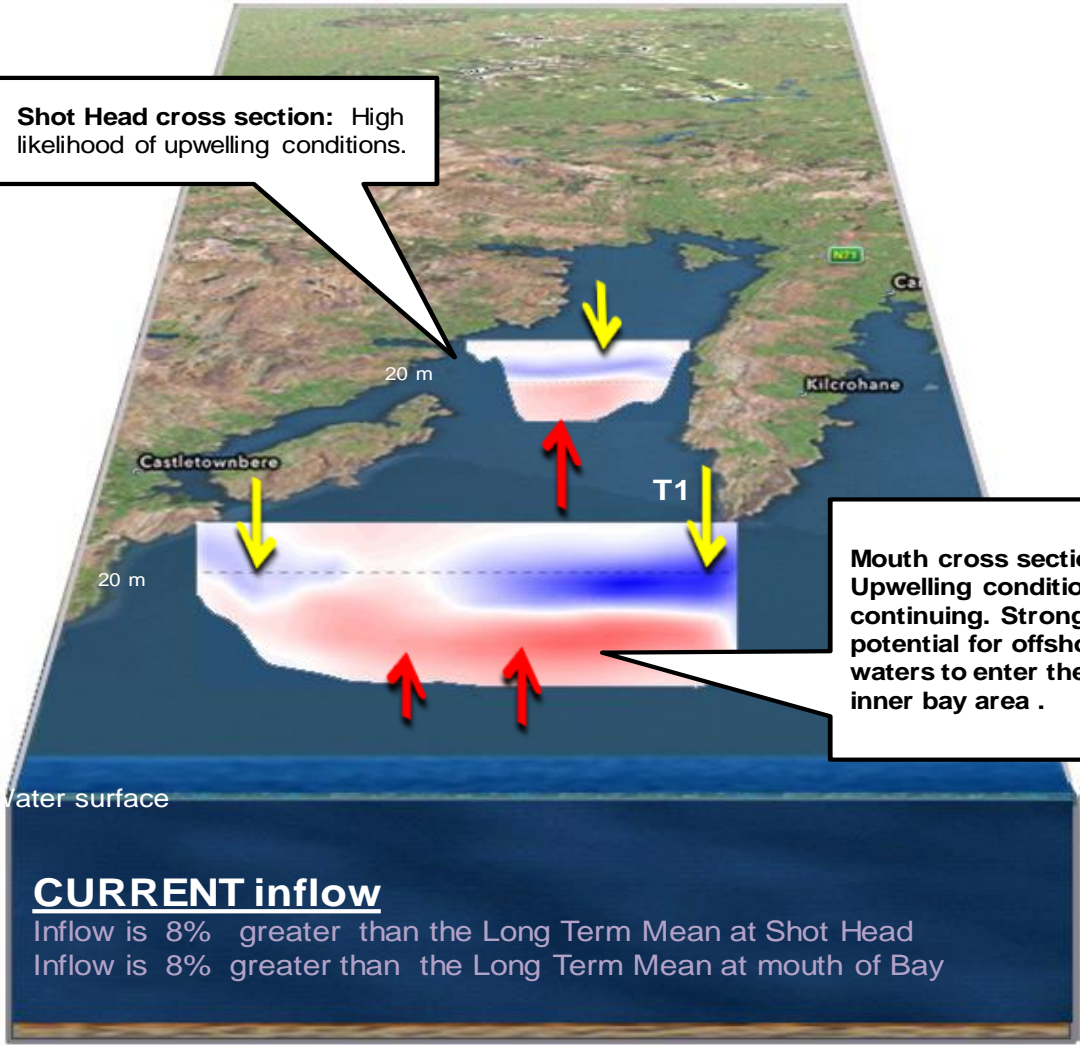 Shot Head cross section: High
likelihood of upwelling conditions.
N71
Kilcrohane
20 m
Castletownbere
T1
20 m
Mouth cross sectio
Upwelling condition
continuing. Strong
potential for offsho
waters to enter the
inner bay area .
Water surface
CURRENT inflow
Inflow is 8% greater than the Long Term Mean at Shot Head
Inflow is 8% greater than the Long Term Mean at mouth of Bay